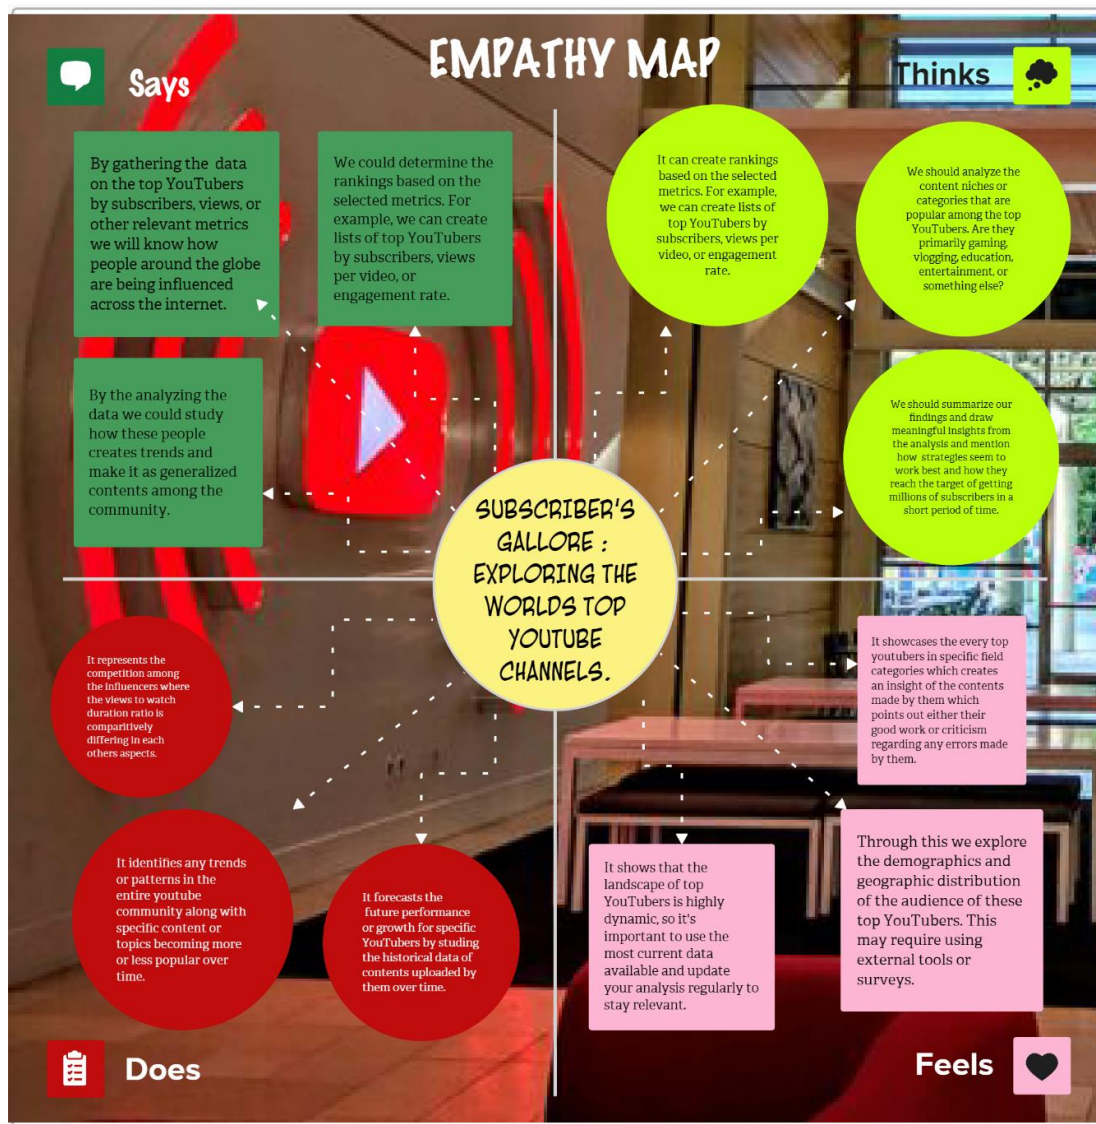 EMPATHY MAP
Says
By gathering the data
on the top YouTubers
by subscribers, views, or
other relevant metrics
we will know how
people around the globe
are being influenced
across the internet.
We could determine the
rankings based on the
selected metrics. For
example, we can create
lists of top YouTubers
by subscribers, views
per video, or
engagement rate.
By the analyzing the
data we could study
how these people
creates trends and
make it as generalized
contents among the
community.
Thinks
It can create rankings
based on the selected
metrics. For example,
we can create lists of
top YouTubers by
subscribers, views per
video, or engagement
rate.
We should analyze the
content niches or
categories that are
popular among the top
YouTubers. Are they
primarily gaming,
vlogging, education,
entertainment, or
something else?
We should summarize our
findings and draw
meaningful insights from
the analysis and mention
how strategies seem to
work best and how they
reach the target of getting
millions of subscribers in a
short period of time.
SUBSCRIBER'S
GALLORE :
EXPLORING THE
WORLDS TOP
YOUTUBE
CHANNELS.
It represents the
competition among
the influencers where
the views to watch
duration ratio is
comparitively
differing in each
others aspects.
It identifies any trends
or patterns in the
entire youtube
community along with
specific content or
topics becoming more
or less popular over
time.
It forecasts the
future performance
or growth for specific
YouTubers by studing
the historical data of
contents uploaded by
them over time.
Does
It showcases the every top
youtubers in specific field
categories which creates
an insight of the contents
made by them which
points out either their
good work or criticism
regarding any errors made
by them.
It shows that the
landscape of top
YouTubers is highly
dynamic, so it's
important to use the
most current data
available and update
your analysis regularly to
stay relevant.
Through this we explore
the demographics and
geographic distribution
of the audience of these
top YouTubers. This
may require using
external tools or
surveys.
Feels